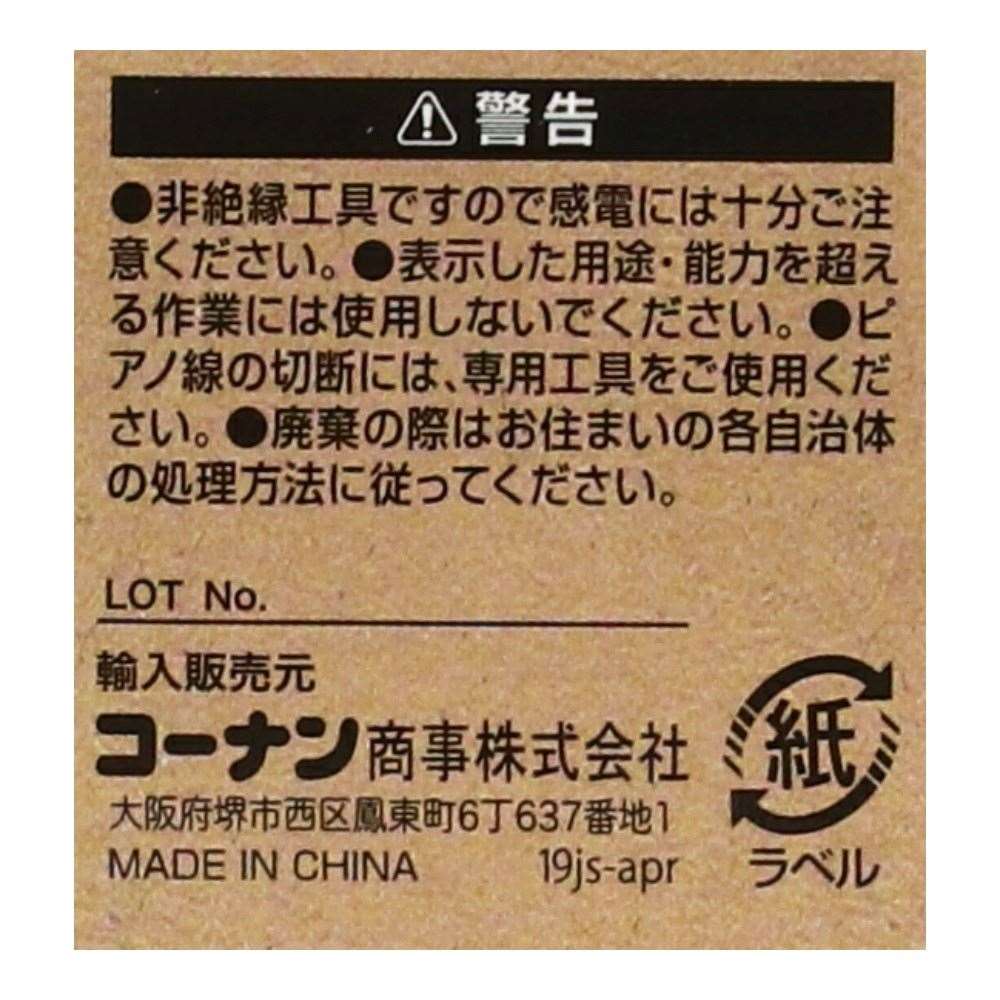 警告
●非絶縁工具ですので感電には十分ご注
意ください。●表示した用途・能力を超え
る作業には使用しないでください。●ピ
アノ線の切断には、専用工具をご使用くだ
さい。●廃棄の際はお住まいの各自治体
の処理方法に従ってください。
LOT No.
輸入販売元
コーナン商事株式会社
大阪府堺市西区鳳東町6丁637番地1
MADE IN CHINA 19js-apr
紙
ラベル